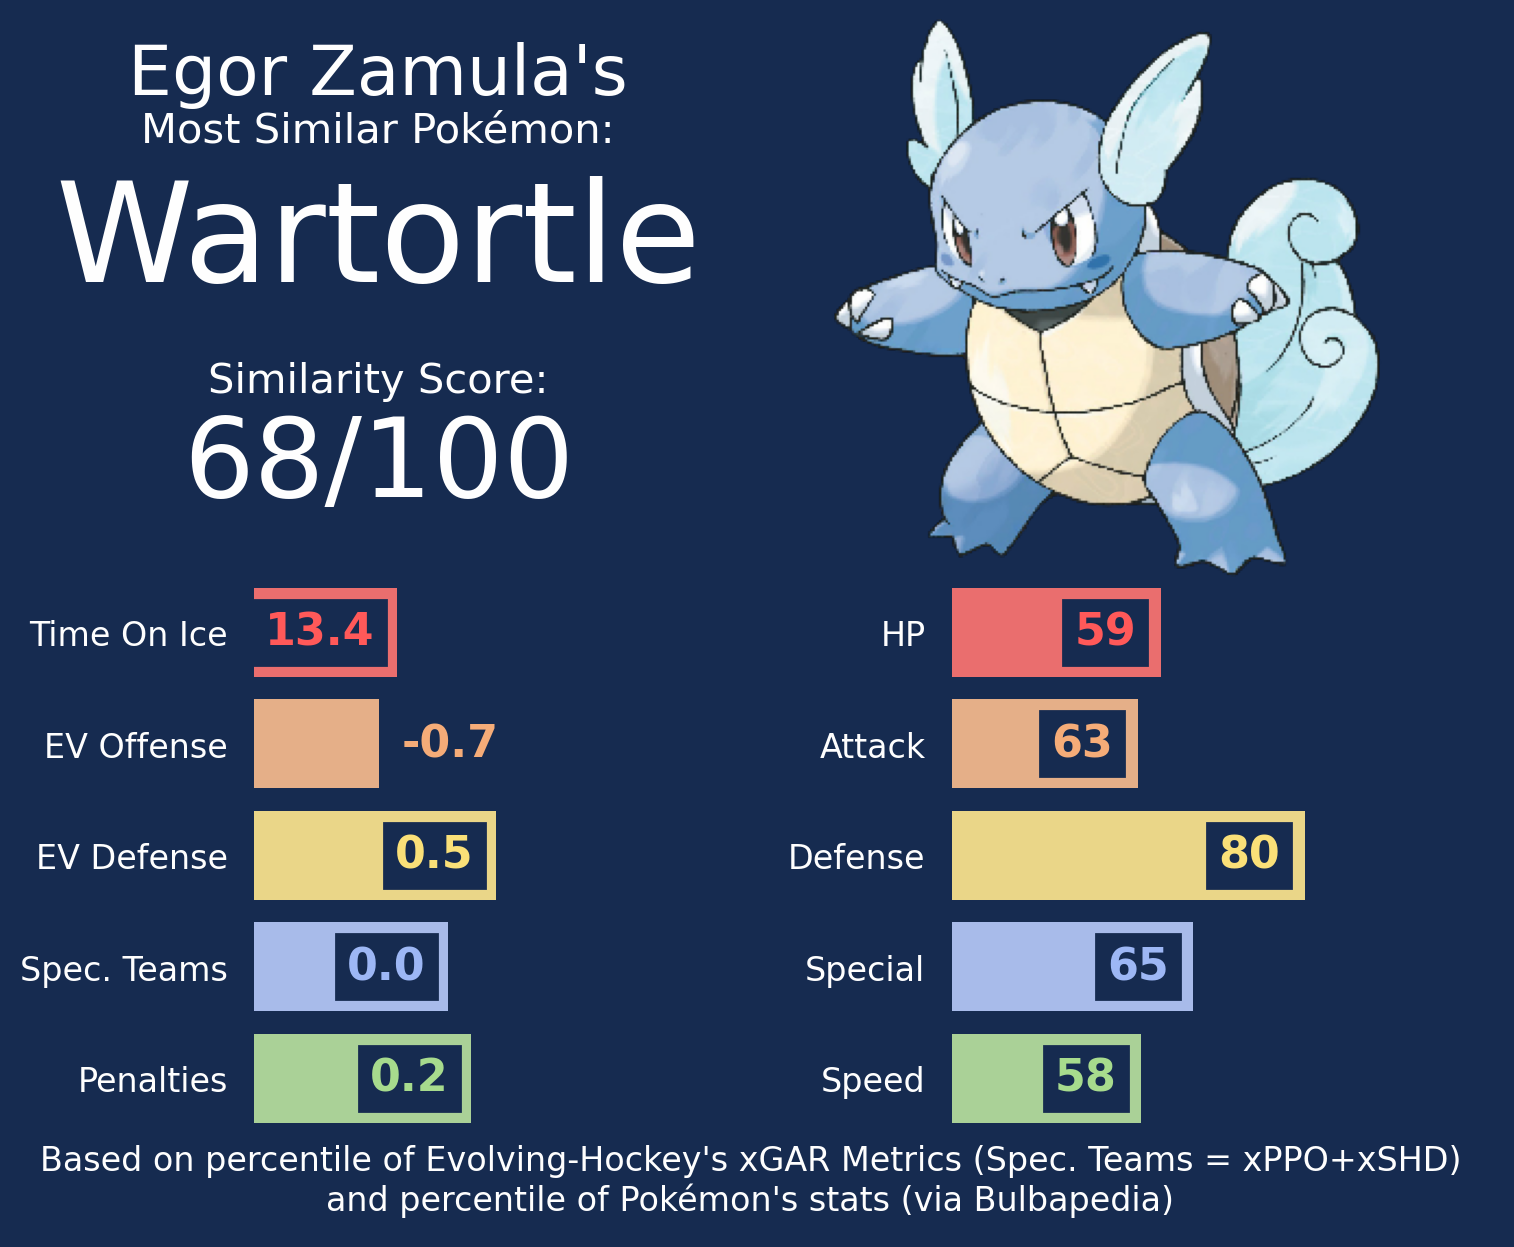 Egor Zamula's
Most Similar Pokémon:
Wartortle
Similarity Score:
68/100
Time On Ice 13.4
EV Offense -0.7
EV Defense 0.5
Spec. Teams 0.0
Penalties 0.2
HP 59
Attack 63
Defense 80
Special 65
Speed 58
Based on percentile of Evolving-Hockey's xGAR Metrics (Spec. Teams = xPPO+xSHD)
and percentile of Pokémon's stats (via Bulbapedia)